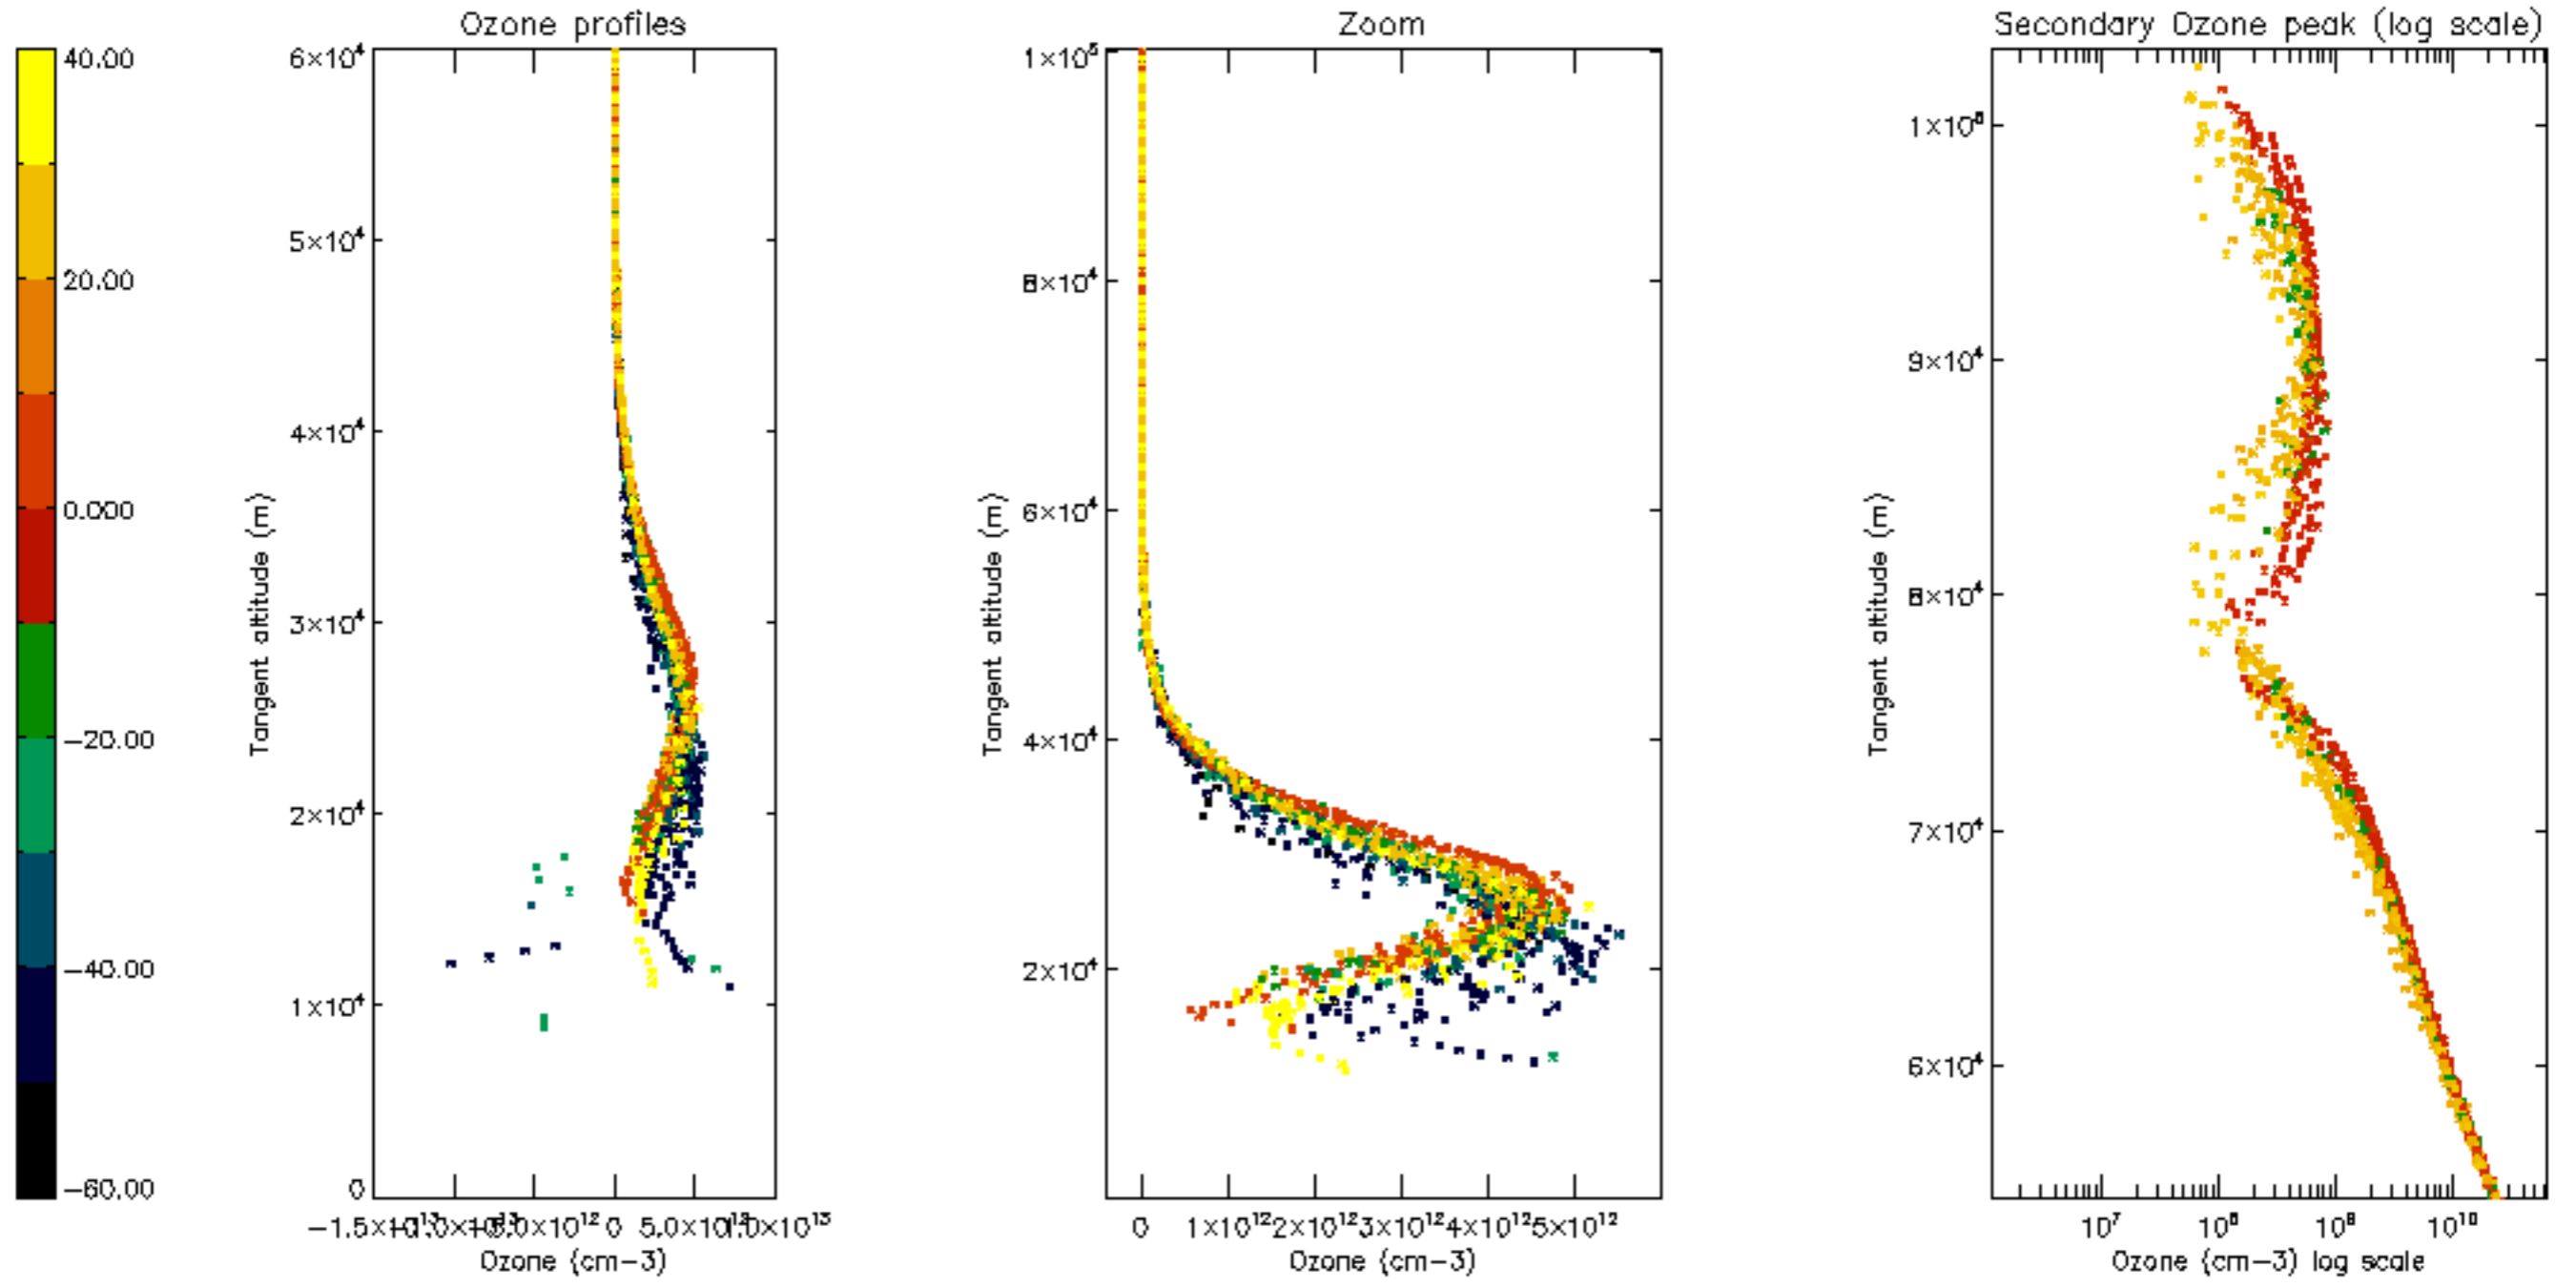 Ozone profiles
Zoom
Secondary Ozone peak (log scale)
40.00
20.00
0.000
−20.00
−40.00
−60.00
6×10⁴
5×10⁴
4×10⁴
3×10⁴
2×10⁴
1×10⁴
0
Tangent altitude (m)
0
Ozone (cm−3)
1×10⁵
8×10⁴
6×10⁴
4×10⁴
2×10⁴
Tangent altitude (m)
0 1×10¹² 2×10¹² 3×10¹² 4×10¹² 5×10¹²
Ozone (cm−3)
1×10⁵
9×10⁴
8×10⁴
7×10⁴
6×10⁴
Tangent altitude (m)
10⁷ 10⁸ 10⁹ 10¹⁰
Ozone (cm−3) log scale